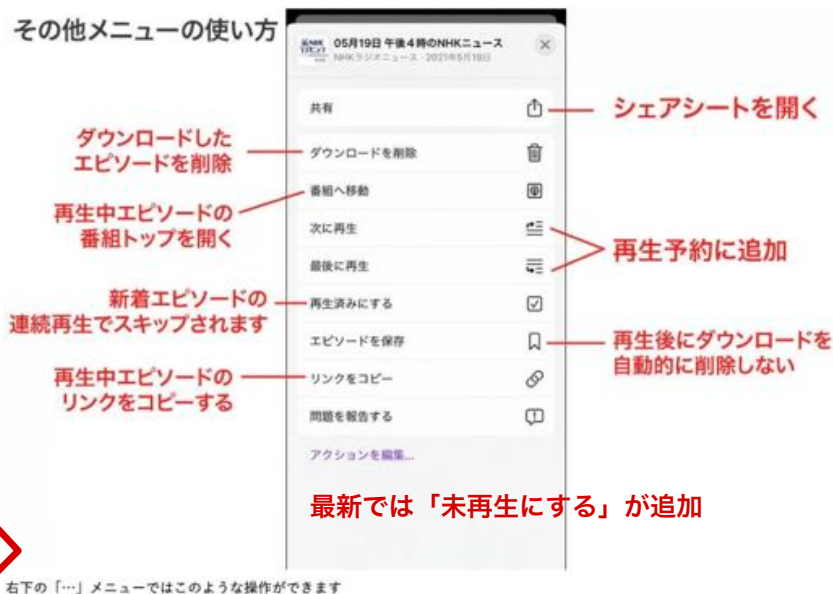 その他メニューの使い方
05月19日 午後4時のNHKニュース
NHKラジオニュース・2021年5月19日
共有
シェアシートを開く
ダウンロードした
エピソードを削除
ダウンロードを削除
再生中エピソードの
番組トップを開く
番組へ移動
次に再生
最後に再生
再生予約に追加
新着エピソードの
連続再生でスキップされます
再生済みにする
エピソードを保存
再生後にダウンロードを
自動的に削除しない
再生中エピソードの
リンクをコピーする
リンクをコピー
問題を報告する
アクションを編集...
最新では「未再生にする」が追加
右下の「…」メニューではこのような操作ができます